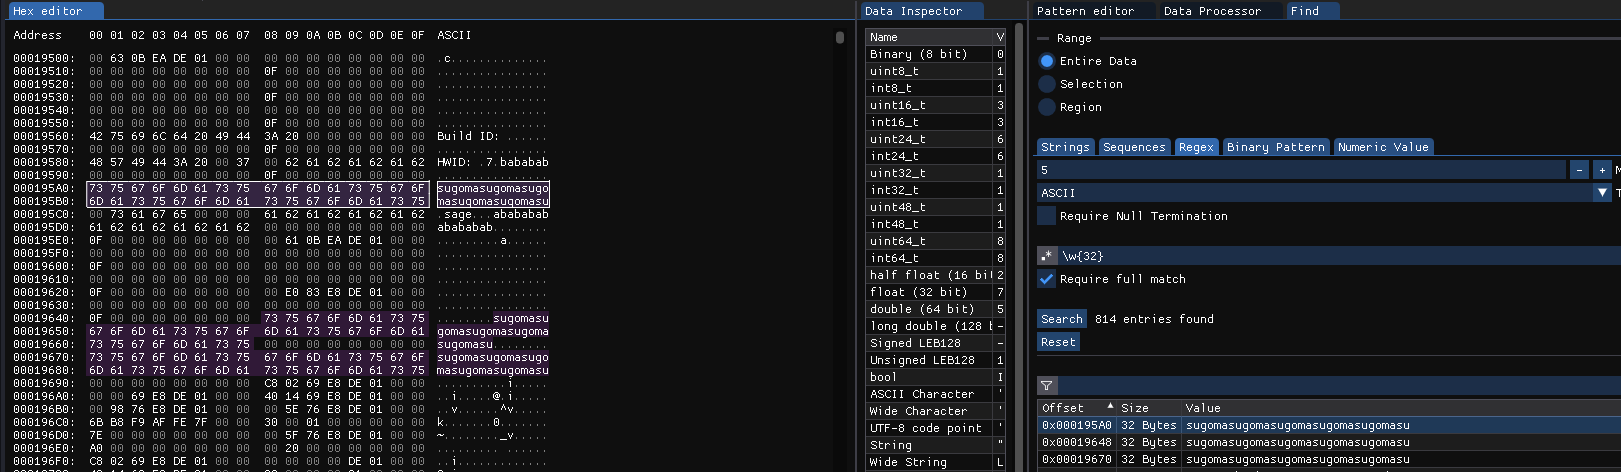 Hex editor
Address 00 01 02 03 04 05 06 07 08 09 0A 0B 0C 0D 0E 0F ASCII
00019500: 00 63 0B EA DE 01 00 00 00 00 00 00 00 00 00 00 .c..............
00019510: 00 00 00 00 00 00 00 00 0F 00 00 00 00 00 00 00 ................
00019520: 00 00 00 00 00 00 00 00 00 00 00 00 00 00 00 00 ................
00019530: 00 00 00 00 00 00 00 00 0F 00 00 00 00 00 00 00 ................
00019540: 00 00 00 00 00 00 00 00 00 00 00 00 00 00 00 00 ................
00019550: 00 00 00 00 00 00 00 00 0F 00 00 00 00 00 00 00 ................
00019560: 42 75 69 6C 64 20 49 44 3A 20 00 00 00 00 00 00 Build ID: ......
00019570: 00 00 00 00 00 00 00 00 0F 00 00 00 00 00 00 00 ................
00019580: 48 57 49 44 3A 20 00 37 00 62 61 62 61 62 61 62 HWID: .7.bababab
00019590: 00 00 00 00 00 00 00 00 0F 00 00 00 00 00 00 00 ................
000195A0: 73 75 67 6F 6D 61 73 75 67 6F 6D 61 73 75 67 6F sugomasugomasugo
000195B0: 6D 61 73 75 67 6F 6D 61 73 75 67 6F 6D 61 73 75 masugomasugomasu
000195C0: 00 73 61 67 65 00 00 00 61 62 61 62 61 62 61 62 .sage...abababab
000195D0: 61 62 61 62 61 62 61 62 00 00 00 00 00 00 00 00 abababab........
000195E0: 0F 00 00 00 00 00 00 00 00 61 0B EA DE 01 00 00 .........a......
000195F0: 00 00 00 00 00 00 00 00 00 00 00 00 00 00 00 00 ................
00019600: 0F 00 00 00 00 00 00 00 00 00 00 00 00 00 00 00 ................
00019610: 00 00 00 00 00 00 00 00 00 00 00 00 00 00 00 00 ................
00019620: 0F 00 00 00 00 00 00 00 00 E0 83 E8 DE 01 00 00 ................
00019630: 00 00 00 00 00 00 00 00 00 00 00 00 00 00 00 00 ................
00019640: 0F 00 00 00 00 00 00 00 73 75 67 6F 6D 61 73 75 ........sugomasu
00019650: 67 6F 6D 61 73 75 67 6F 6D 61 73 75 67 6F 6D 61 gomasugomasugoma
00019660: 73 75 67 6F 6D 61 73 75 00 00 00 00 00 00 00 00 sugomasu........
00019670: 73 75 67 6F 6D 61 73 75 67 6F 6D 61 73 75 67 6F sugomasugomasugo
00019680: 6D 61 73 75 67 6F 6D 61 73 75 67 6F 6D 61 73 75 masugomasugomasu
00019690: 00 00 00 00 00 00 00 00 C8 02 69 E8 DE 01 00 00 ..........i.....
000196A0: 00 00 69 E8 DE 01 00 00 40 14 69 E8 DE 01 00 00 ..i.....@.i.....
000196B0: 00 98 76 E8 DE 01 00 00 00 5E 76 E8 DE 01 00 00 ..v......^v.....
000196C0: 6B B8 F9 AF FE 7F 00 00 00 30 00 01 00 00 00 00 k........0......
000196D0: 7E 00 00 00 00 00 00 00 00 5F 76 E8 DE 01 00 00 ~........_v.....
000196E0: A0 00 00 00 00 00 00 00 00 20 00 00 00 00 00 00 ......... ......
000196F0: C8 02 69 E8 DE 01 00 00 00 00 00 00 DE 01 00 00 ..i.............
Data Inspector
Name V
Binary (8 bit) 0
uint8_t 1
int8_t 1
uint16_t 3
int16_t 3
uint24_t 6
int24_t 6
uint32_t 1
int32_t 1
uint48_t 1
int48_t 1
uint64_t 8
int64_t 8
half float (16 bit 2
float (32 bit) 7
double (64 bit) 5
long double (128 b -
Signed LEB128 -
Unsigned LEB128 1
bool I
ASCII Character '
Wide Character '
UTF-8 code point '
String "
Wide String L
Pattern editor Data Processor Find
Range
Entire Data
Selection
Region
Strings Sequences Regex Binary Pattern Numeric Value
5 - + M
ASCII T
Require Null Termination
.* \w{32}
Require full match
Search 814 entries found
Reset
Offset Size Value
0x000195A0 32 Bytes sugomasugomasugomasugomasugomasu
0x00019648 32 Bytes sugomasugomasugomasugomasugomasu
0x00019670 32 Bytes sugomasugomasugomasugomasugomasu